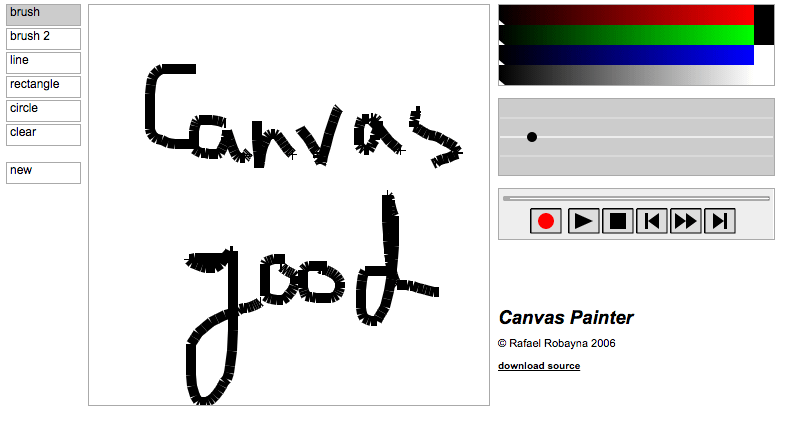 brush
brush 2
line
rectangle
circle
clear
new
Canvas
good
Canvas Painter
© Rafael Robayna 2006
download source